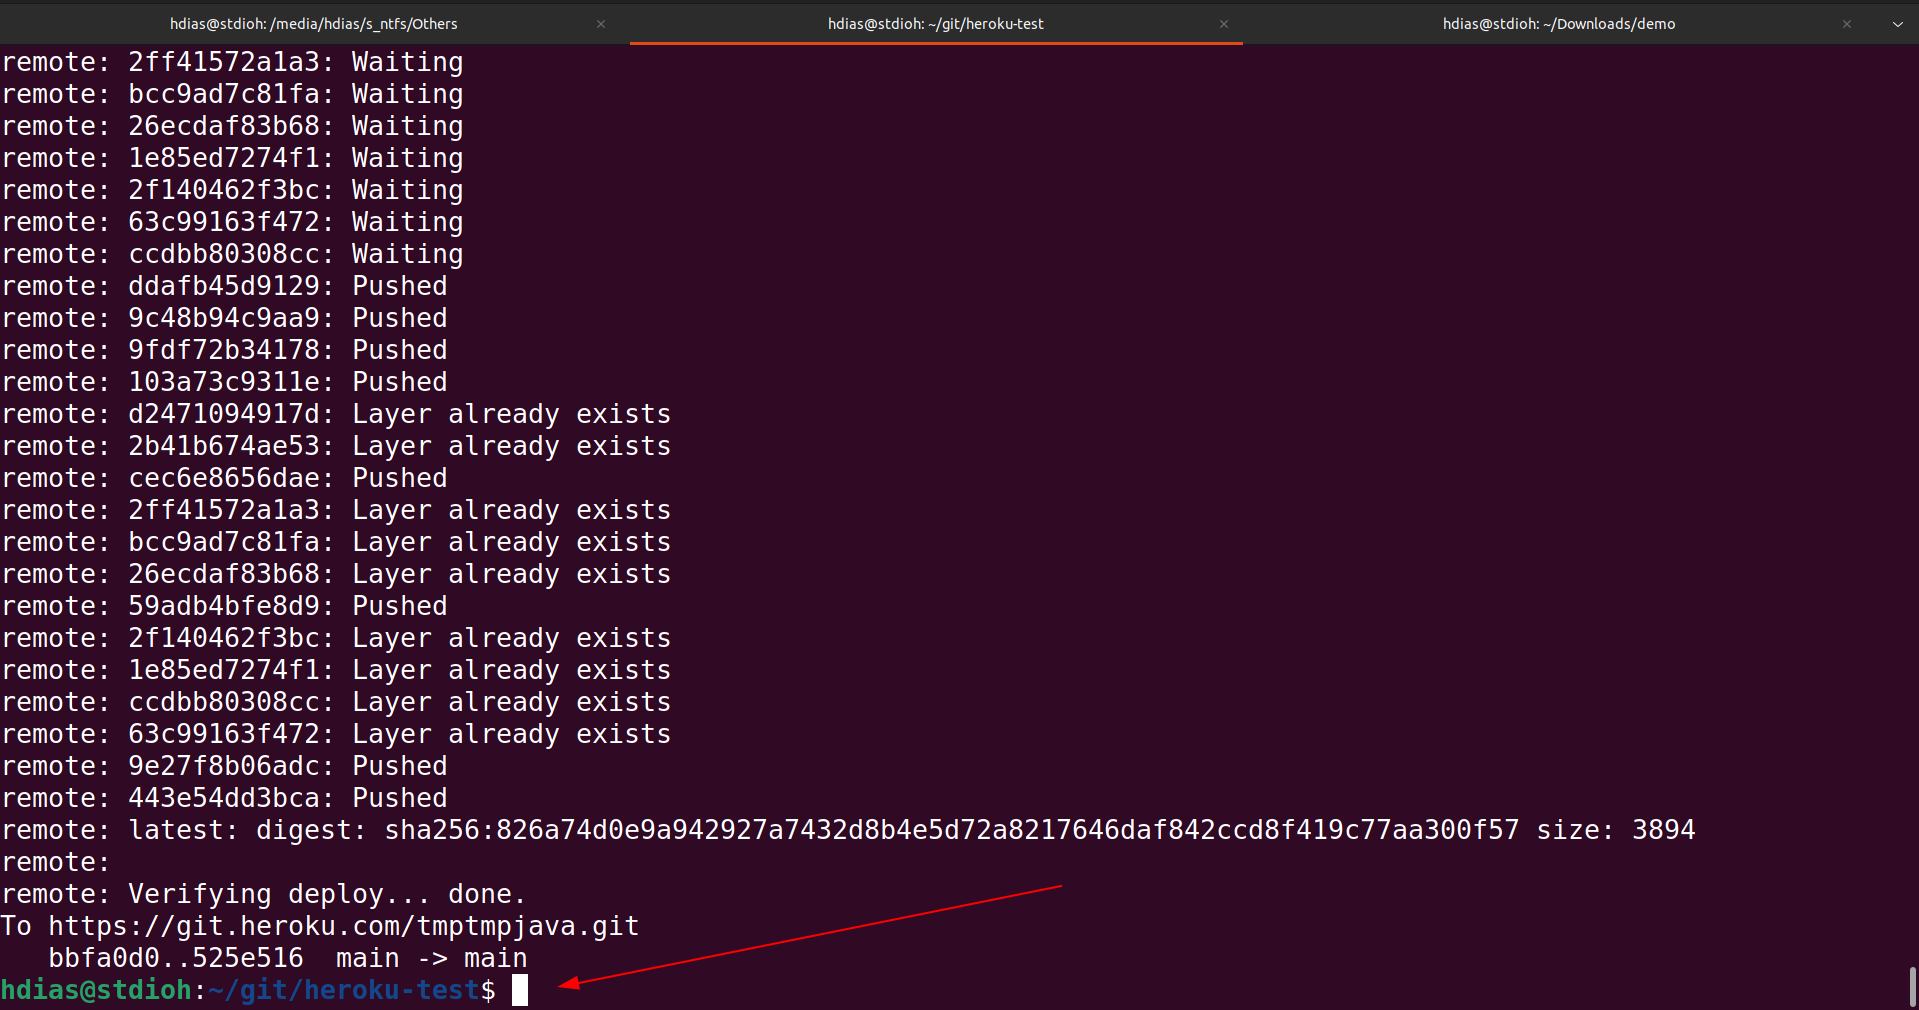 hdias@stdioh: /media/hdias/s_ntfs/Others
hdias@stdioh: ~/git/heroku-test
hdias@stdioh: ~/Downloads/demo
remote: 2ff41572a1a3: Waiting
remote: bcc9ad7c81fa: Waiting
remote: 26ecdaf83b68: Waiting
remote: 1e85ed7274f1: Waiting
remote: 2f140462f3bc: Waiting
remote: 63c99163f472: Waiting
remote: ccdbb80308cc: Waiting
remote: ddafb45d9129: Pushed
remote: 9c48b94c9aa9: Pushed
remote: 9fdf72b34178: Pushed
remote: 103a73c9311e: Pushed
remote: d2471094917d: Layer already exists
remote: 2b41b674ae53: Layer already exists
remote: cec6e8656dae: Pushed
remote: 2ff41572a1a3: Layer already exists
remote: bcc9ad7c81fa: Layer already exists
remote: 26ecdaf83b68: Layer already exists
remote: 59adb4bfe8d9: Pushed
remote: 2f140462f3bc: Layer already exists
remote: 1e85ed7274f1: Layer already exists
remote: ccdbb80308cc: Layer already exists
remote: 63c99163f472: Layer already exists
remote: 9e27f8b06adc: Pushed
remote: 443e54dd3bca: Pushed
remote: latest: digest: sha256:826a74d0e9a942927a7432d8b4e5d72a8217646daf842ccd8f419c77aa300f57 size: 3894
remote:
remote: Verifying deploy... done.
To https://git.heroku.com/tmptmpjava.git
   bbfa0d0..525e516  main -> main
hdias@stdioh:~/git/heroku-test$